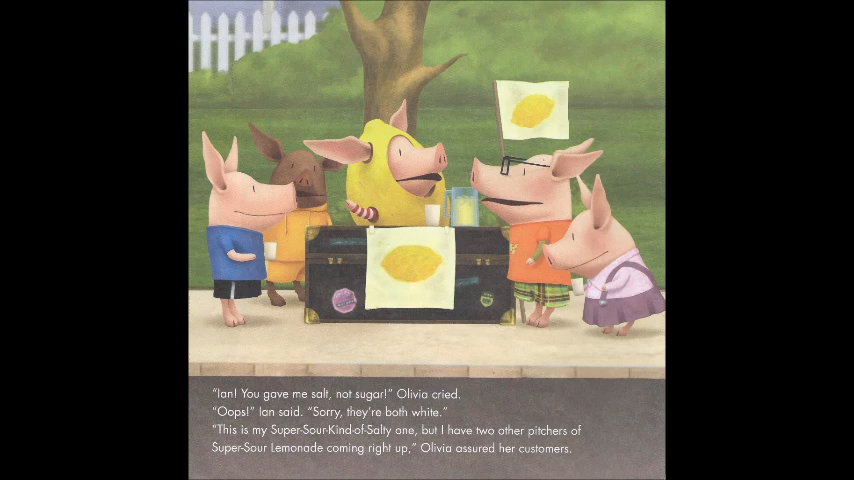 "Ian! You gave me salt, not sugar!" Olivia cried.
"Oops!" Ian said. "Sorry, they're both white."
"This is my Super-Sour-Kind-of-Salty one, but I have two other pitchers of
Super-Sour Lemonade coming right up," Olivia assured her customers.